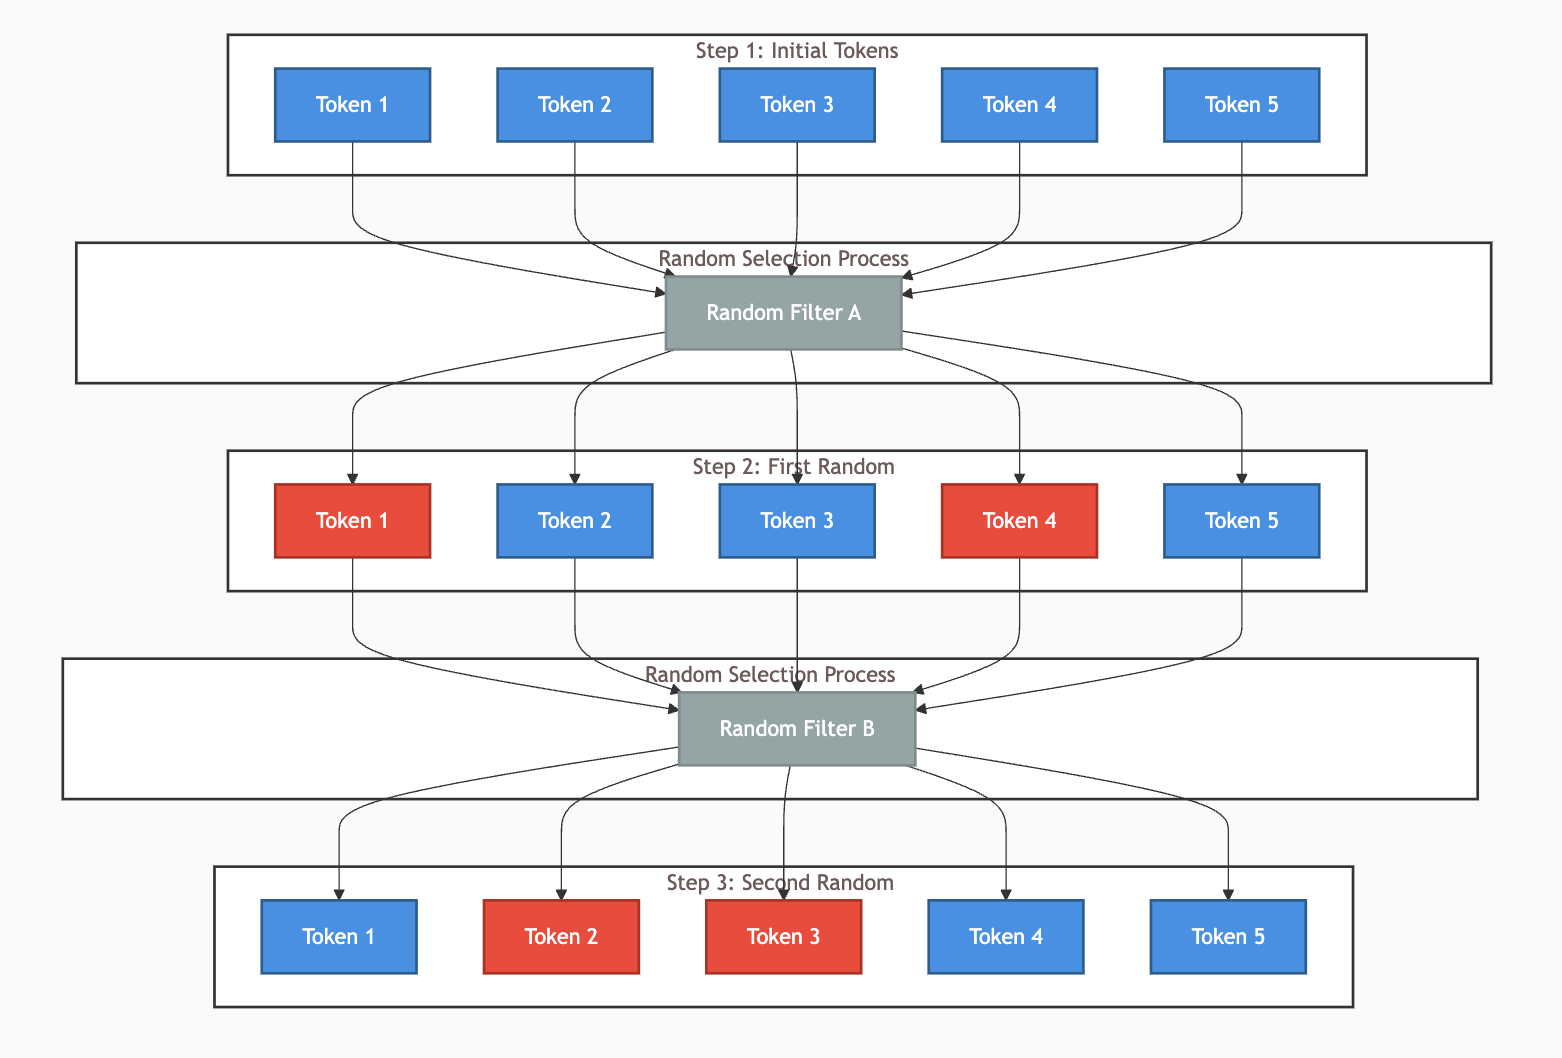 Step 1: Initial Tokens
Token 1
Token 2
Token 3
Token 4
Token 5
Random Selection Process
Random Filter A
Step 2: First Random
Token 1
Token 2
Token 3
Token 4
Token 5
Random Selection Process
Random Filter B
Step 3: Second Random
Token 1
Token 2
Token 3
Token 4
Token 5